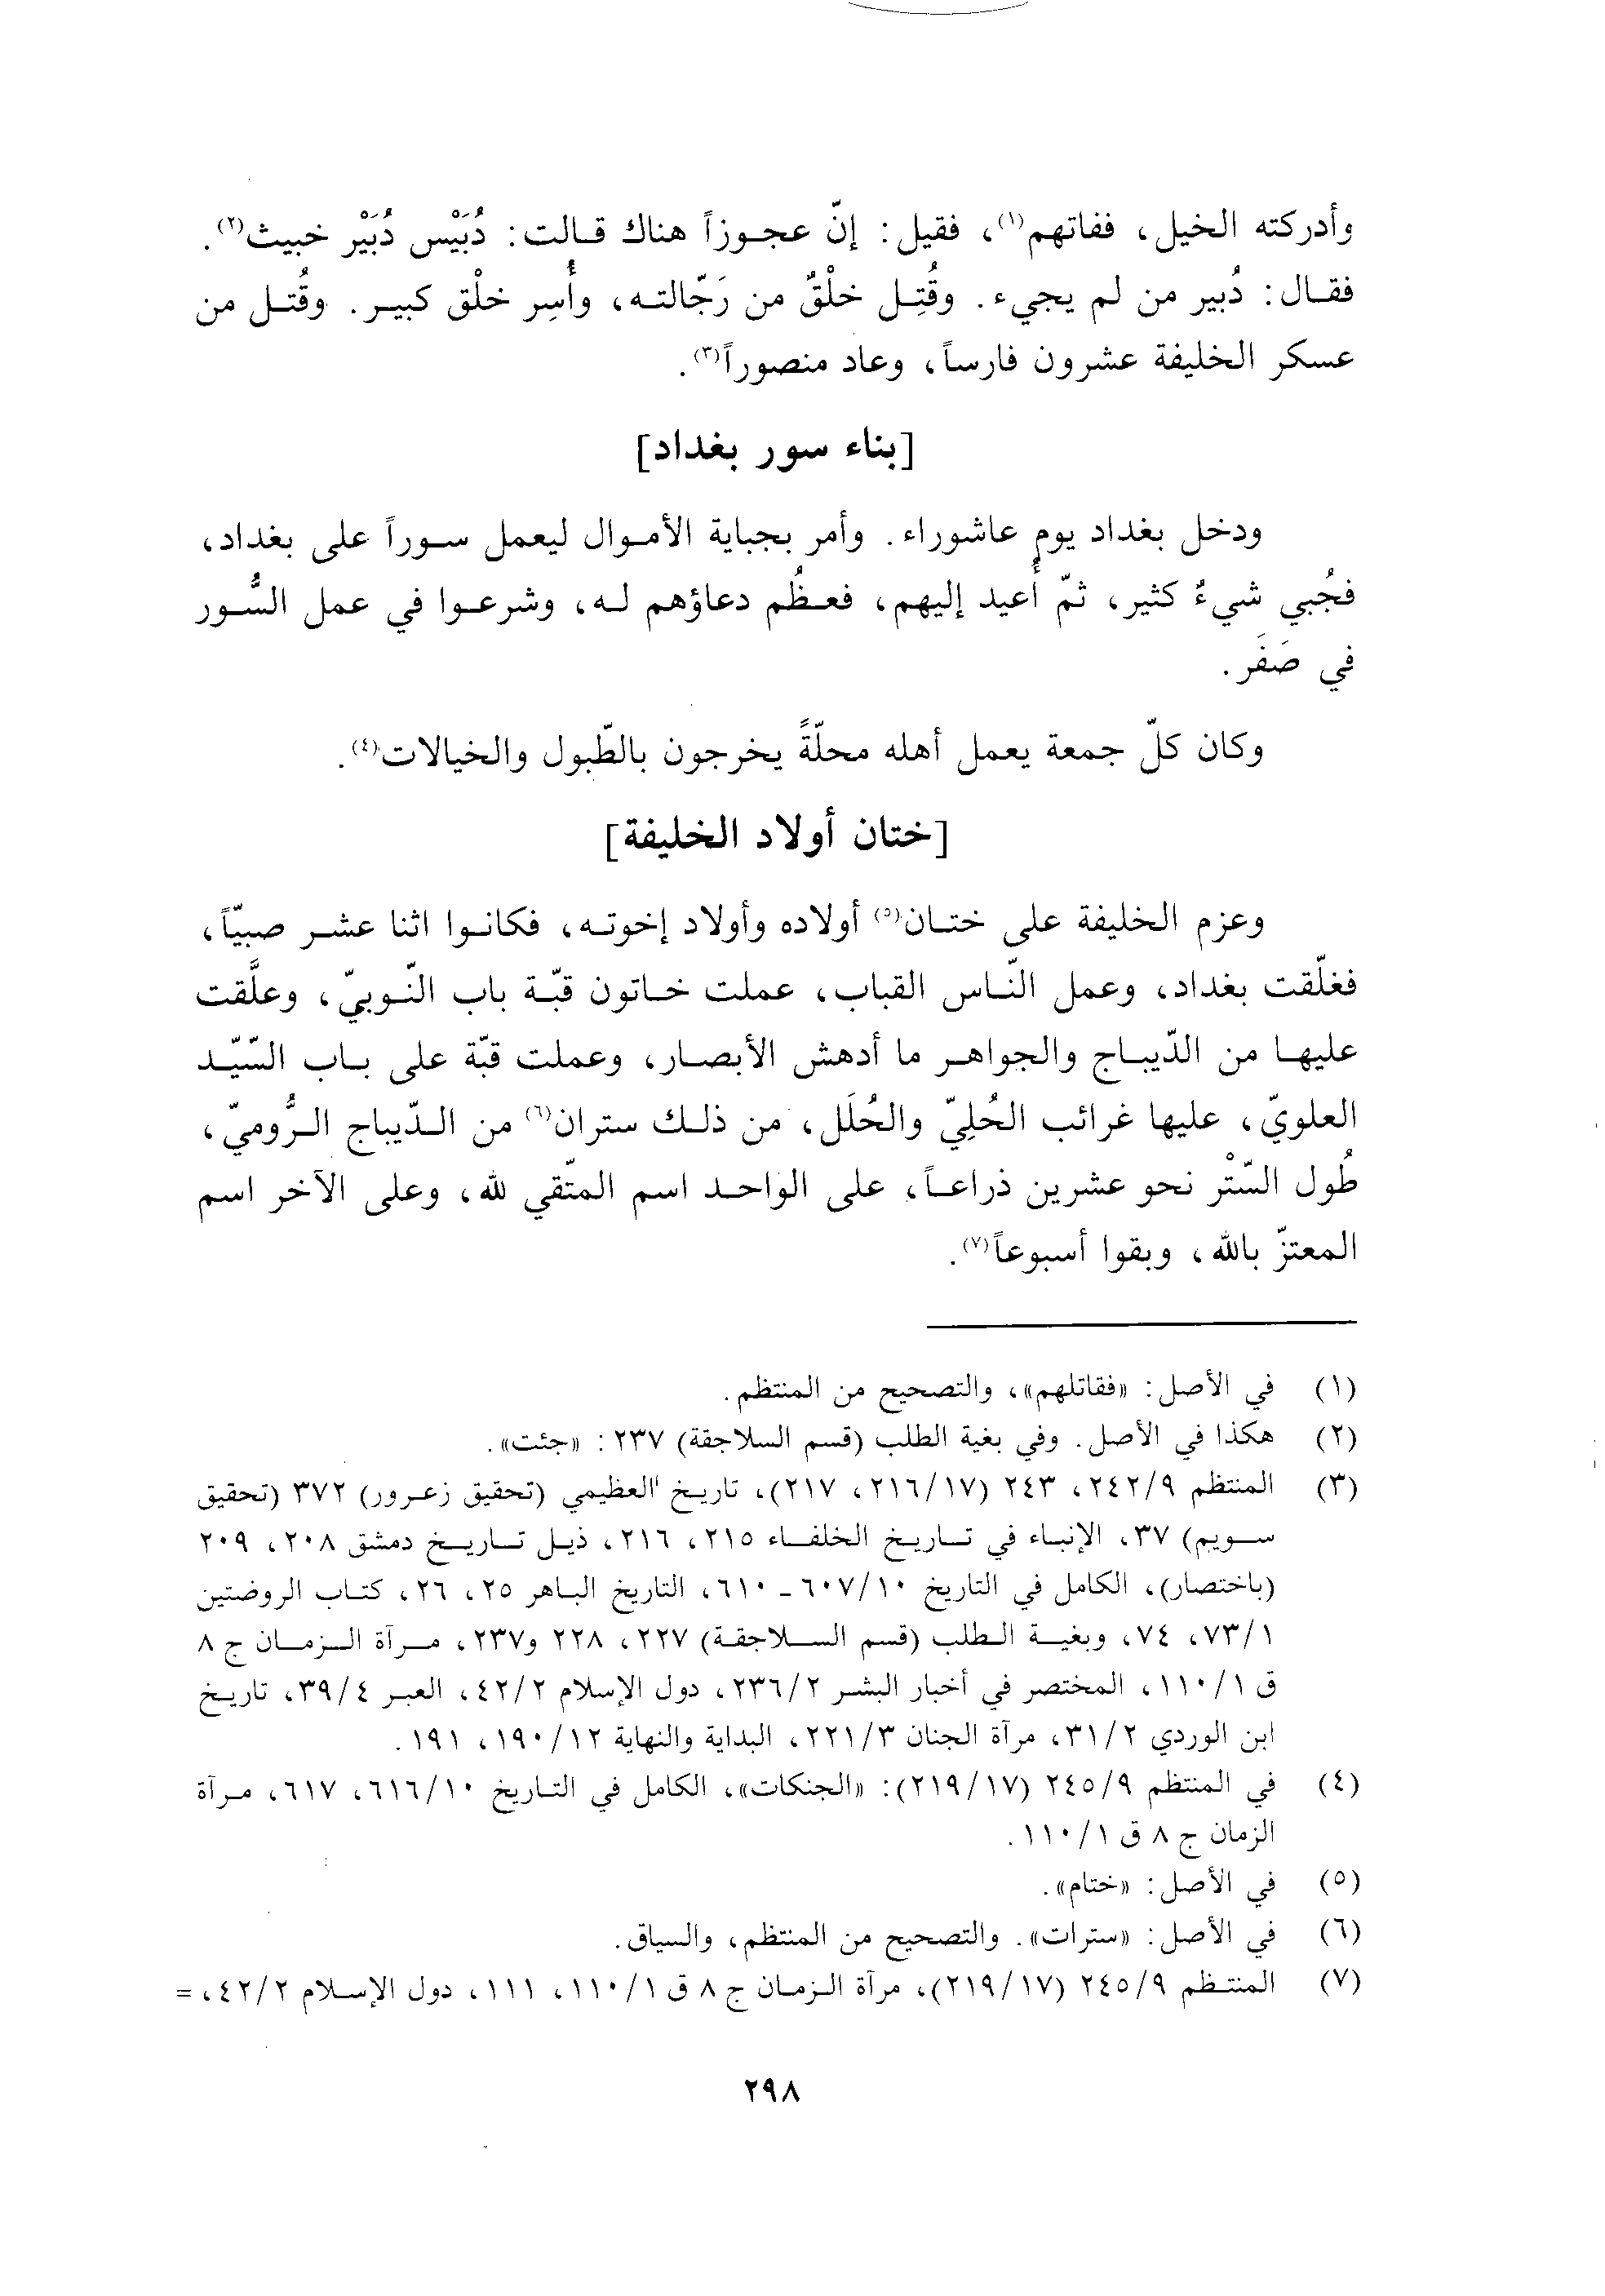 وأدركته الخيل، ففاتهم(١)، فقيل: إنّ عجوزاً هناك قالت: دُبَيْس دُبَيْر خبيث(٢).
فقال: دُبير من لم يجيء. وقُتِل خلْقٌ من رَجّالته، وأُسِر خلْق كبير. وقُتل من
عسكر الخليفة عشرون فارساً، وعاد منصوراً(٣).
[بناء سور بغداد]
ودخل بغداد يوم عاشوراء. وأمر بجباية الأموال ليعمل سوراً على بغداد،
فجُبي شيءٌ كثير، ثمّ أُعيد إليهم، فعظُم دعاؤهم له، وشرعوا في عمل السُّور
في صَفَر.
وكان كلّ جمعة يعمل أهله محلّةً يخرجون بالطّبول والخيالات(٤).
[ختان أولاد الخليفة]
وعزم الخليفة على ختان(٥) أولاده وأولاد إخوته، فكانوا اثنا عشر صبيّاً،
فغلّقت بغداد، وعمل النّاس القباب، عملت خاتون قبّة باب النّوبيّ، وعلَّقت
عليها من الدّيباج والجواهر ما أدهش الأبصار، وعملت قبّة على باب السّيّد
العلويّ، عليها غرائب الحُلِيّ والحُلَل، من ذلك ستران(٦) من الدّيباج الرُّوميّ،
طُول السّتْر نحو عشرين ذراعاً، على الواحد اسم المتّقي لله، وعلى الآخر اسم
المعتزّ بالله، وبقوا أسبوعاً(٧).
(١) في الأصل: «فقاتلهم»، والتصحيح من المنتظم.
(٢) هكذا في الأصل. وفي بغية الطلب (قسم السلاجقة) ٢٣٧: «جئت».
(٣) المنتظم ٢٤٢/٩، ٢٤٣ (٢١٦/١٧، ٢١٧)، تاريخ العظيمي (تحقيق زعرور) ٣٧٢ (تحقيق
سويم) ٣٧، الإنباء في تاريخ الخلفاء ٢١٥، ٢١٦، ذيل تاريخ دمشق ٢٠٨، ٢٠٩
(باختصار)، الكامل في التاريخ ٦٠٧/١٠ ـ ٦١٠، التاريخ الباهر ٢٥، ٢٦، كتاب الروضتين
٧٣/١، ٧٤، وبغية الطلب (قسم السلاجقة) ٢٢٧، ٢٢٨ و٢٣٧، مرآة الزمان ج ٨
ق ١١٠/١، المختصر في أخبار البشر ٢٣٦/٢، دول الإسلام ٤٢/٢، العبر ٣٩/٤، تاريخ
ابن الوردي ٣١/٢، مرآة الجنان ٢٢١/٣، البداية والنهاية ١٩٠/١٢، ١٩١.
(٤) في المنتظم ٢٤٥/٩ (٢١٩/١٧): «الجنكات»، الكامل في التاريخ ٦١٦/١٠، ٦١٧، مرآة
الزمان ج ٨ ق ١١٠/١.
(٥) في الأصل: «ختام».
(٦) في الأصل: «سترات». والتصحيح من المنتظم، والسياق.
(٧) المنتظم ٢٤٥/٩ (٢١٩/١٧)، مرآة الزمان ج ٨ ق ١١٠/١، ١١١، دول الإسلام ٤٢/٢، =
٢٩٨